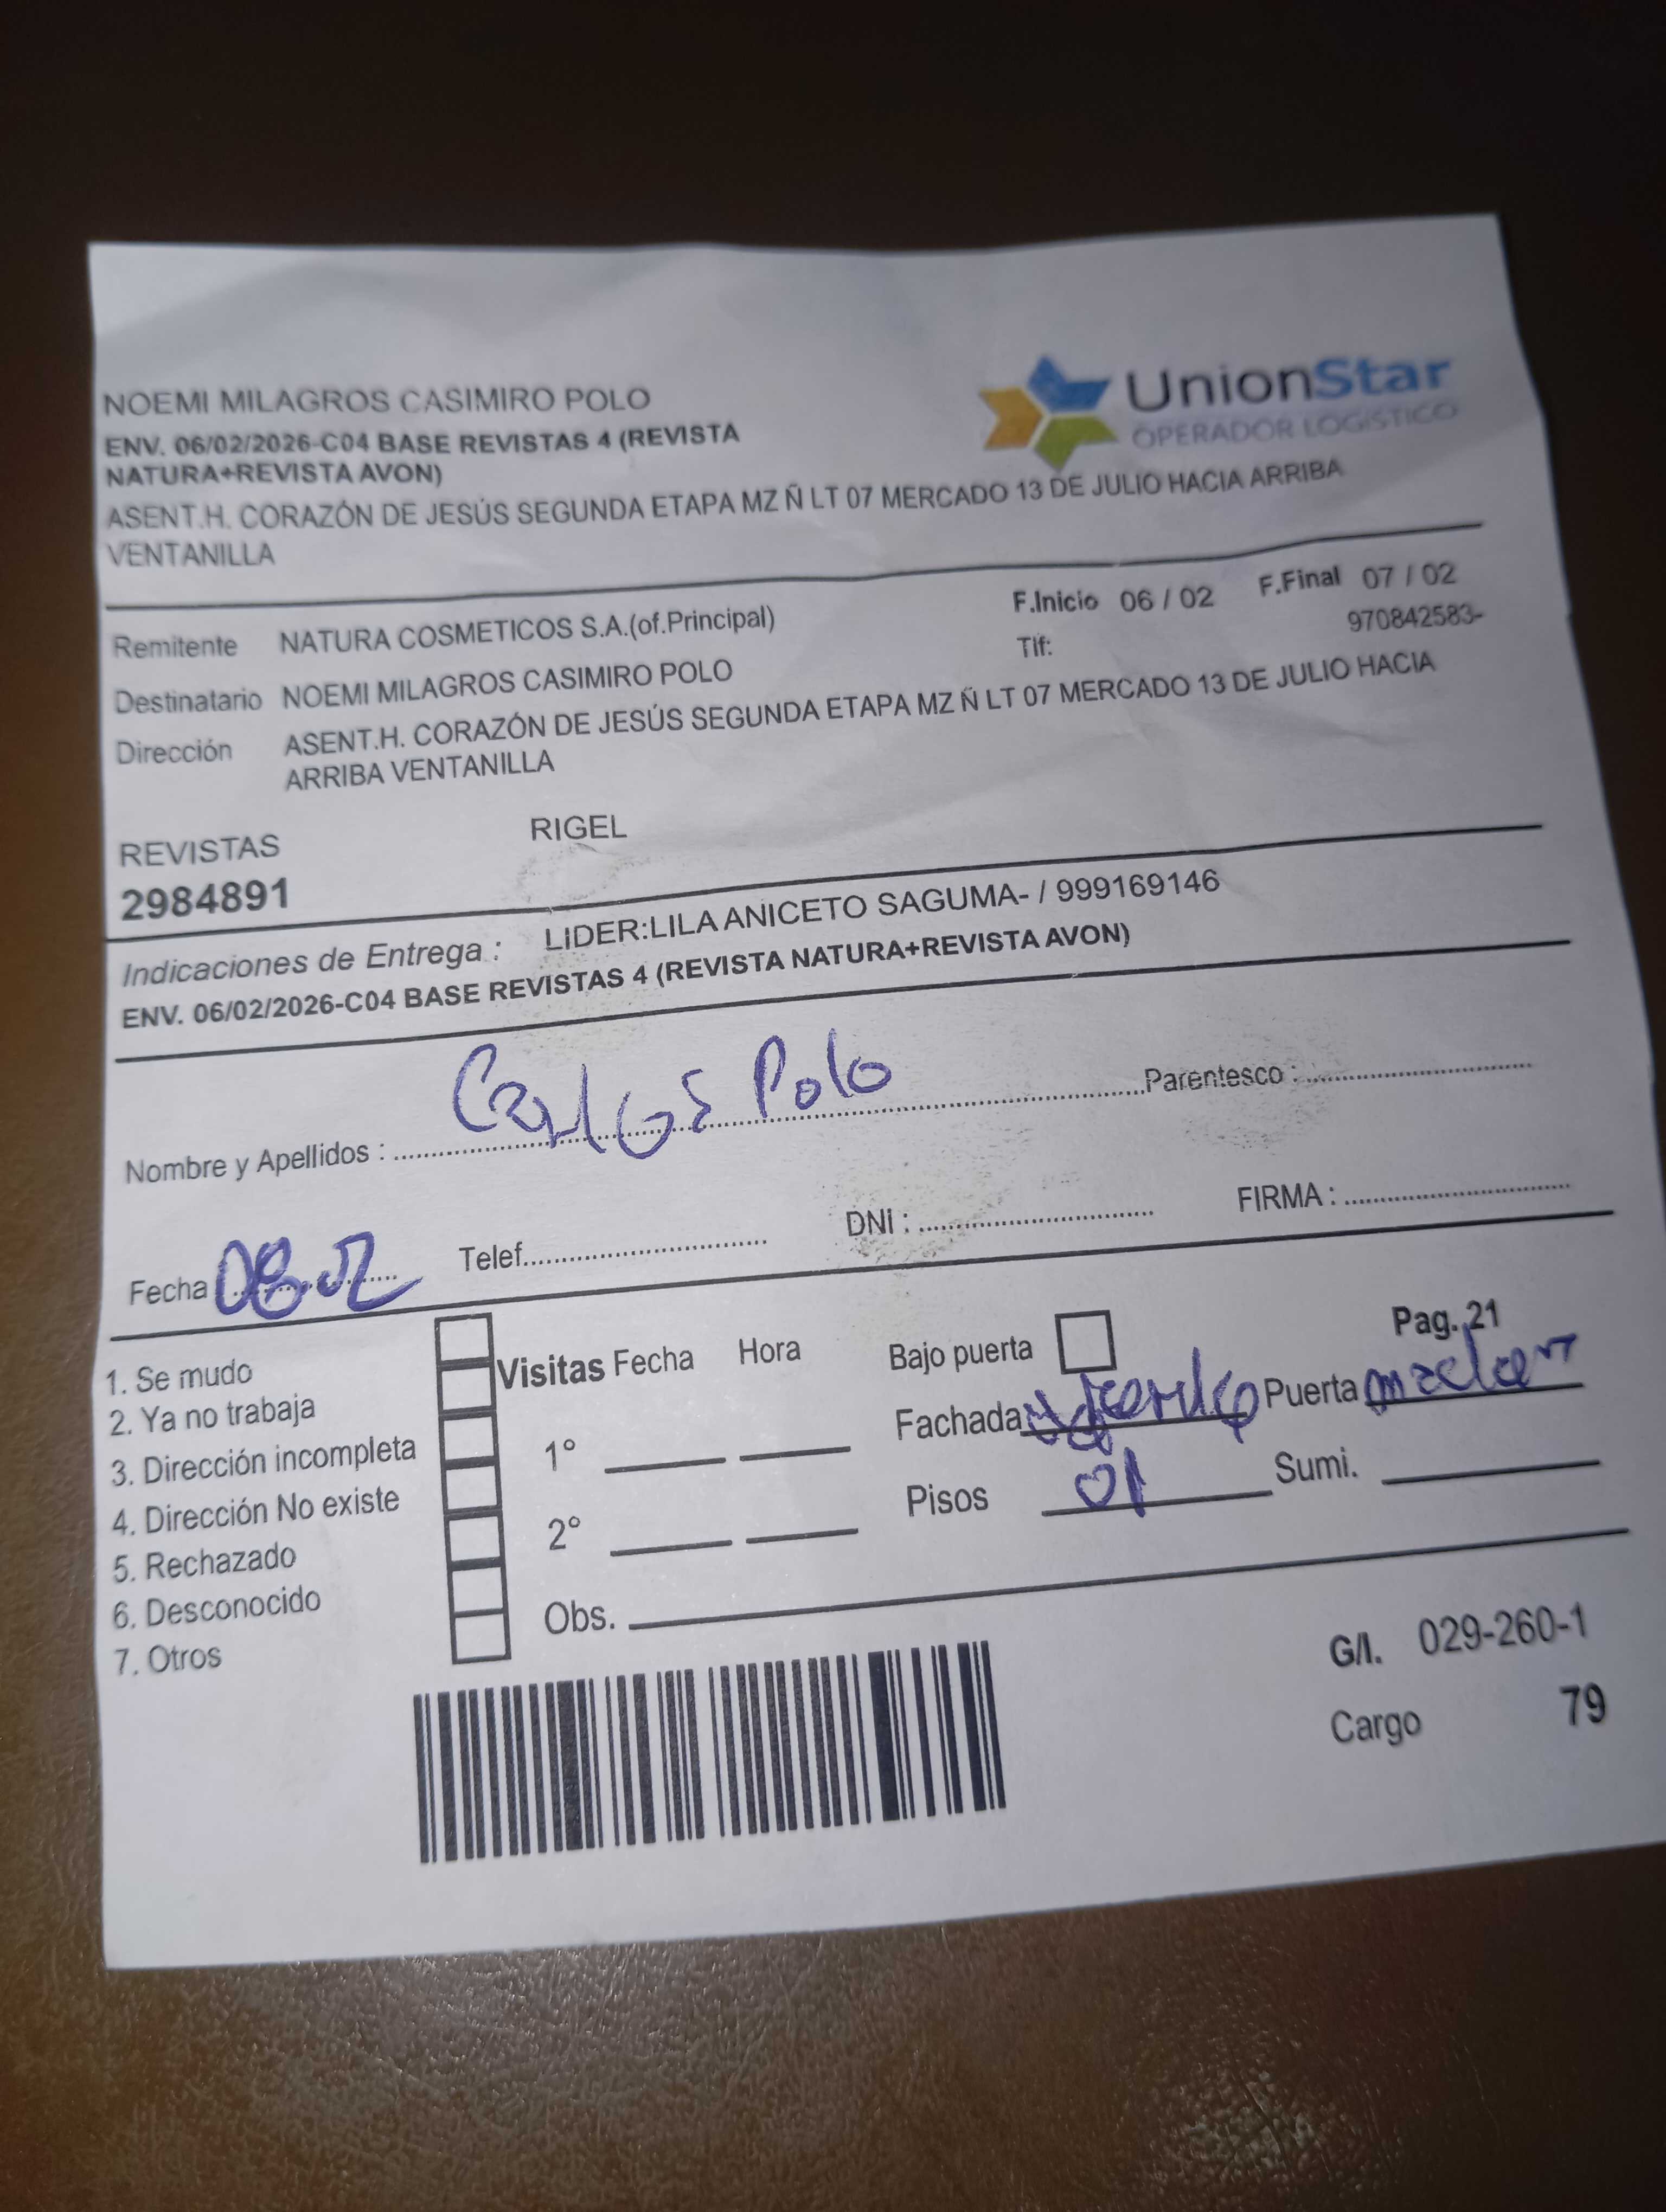 NOEMI MILAGROS CASIMIRO POLO
ENV. 06/02/2026-C04 BASE REVISTAS 4 (REVISTA
NATURA+REVISTA AVON)
UnionStar
OPERADOR LOGÍSTICO
ASENT.H. CORAZÓN DE JESÚS SEGUNDA ETAPA MZ Ñ LT 07 MERCADO 13 DE JULIO HACIA ARRIBA
VENTANILLA
Remitente NATURA COSMETICOS S.A.(of.Principal) F.Inicio 06 / 02 F.Final 07 / 02
Tlf: 970842583-
Destinatario NOEMI MILAGROS CASIMIRO POLO
Dirección ASENT.H. CORAZÓN DE JESÚS SEGUNDA ETAPA MZ Ñ LT 07 MERCADO 13 DE JULIO HACIA
ARRIBA VENTANILLA
REVISTAS RIGEL
2984891
Indicaciones de Entrega : LIDER:LILA ANICETO SAGUMA- / 999169146
ENV. 06/02/2026-C04 BASE REVISTAS 4 (REVISTA NATURA+REVISTA AVON)
Nombre y Apellidos : Carlos Polo Parentesco :
Fecha 08.02 Telef. DNI : FIRMA :
Pag. 21
1. Se mudo
2. Ya no trabaja
3. Dirección incompleta
4. Dirección No existe
5. Rechazado
6. Desconocido
7. Otros
Visitas Fecha Hora
1°
2°
Obs.
Bajo puerta
Fachada Puerta
Pisos 01 Sumi.
G/I. 029-260-1
Cargo 79